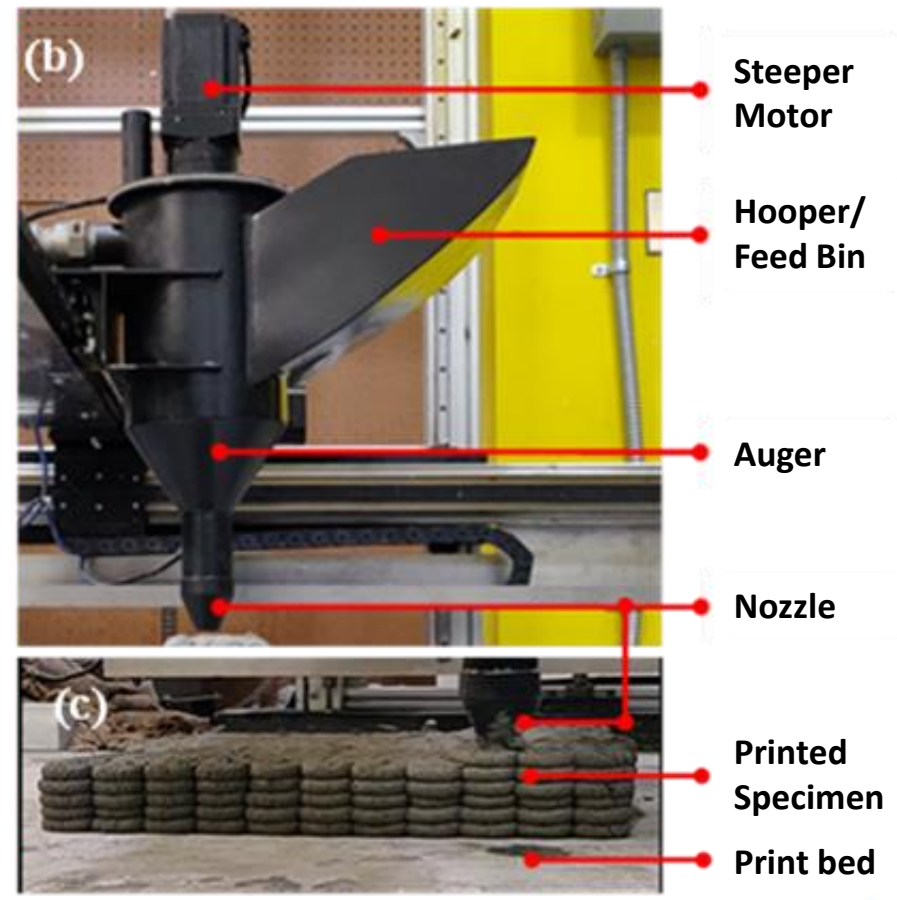 (b)
Steeper
Motor
Hooper/
Feed Bin
Auger
Nozzle
(c)
Printed
Specimen
Print bed